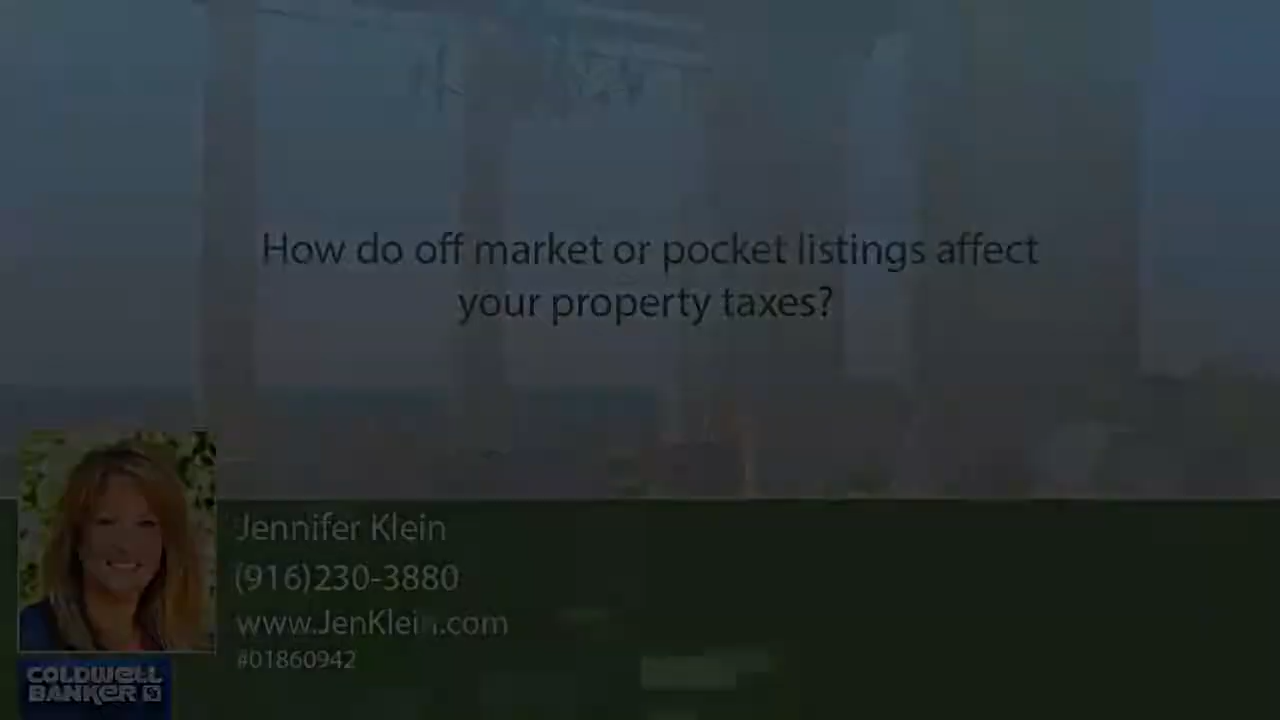 How do off market or pocket listings affect
your property taxes?
Jennifer Klein
(916)230-3880
www.JenKlein.com
#01860942
COLDWELL
BANKER